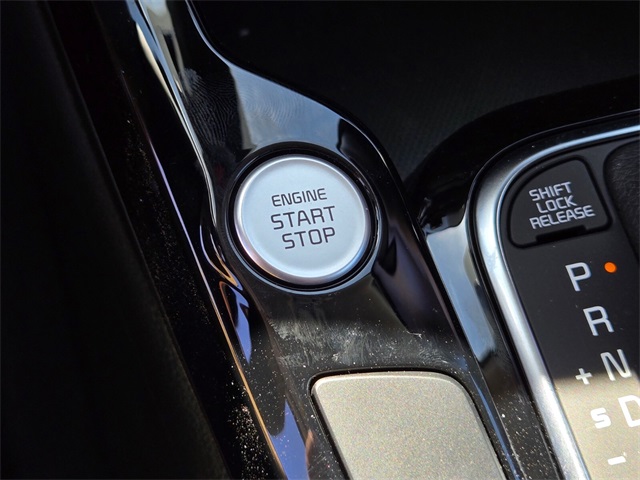 ENGINE
START
STOP
SHIFT
LOCK
RELEASE
P
R
+ N
S D
-